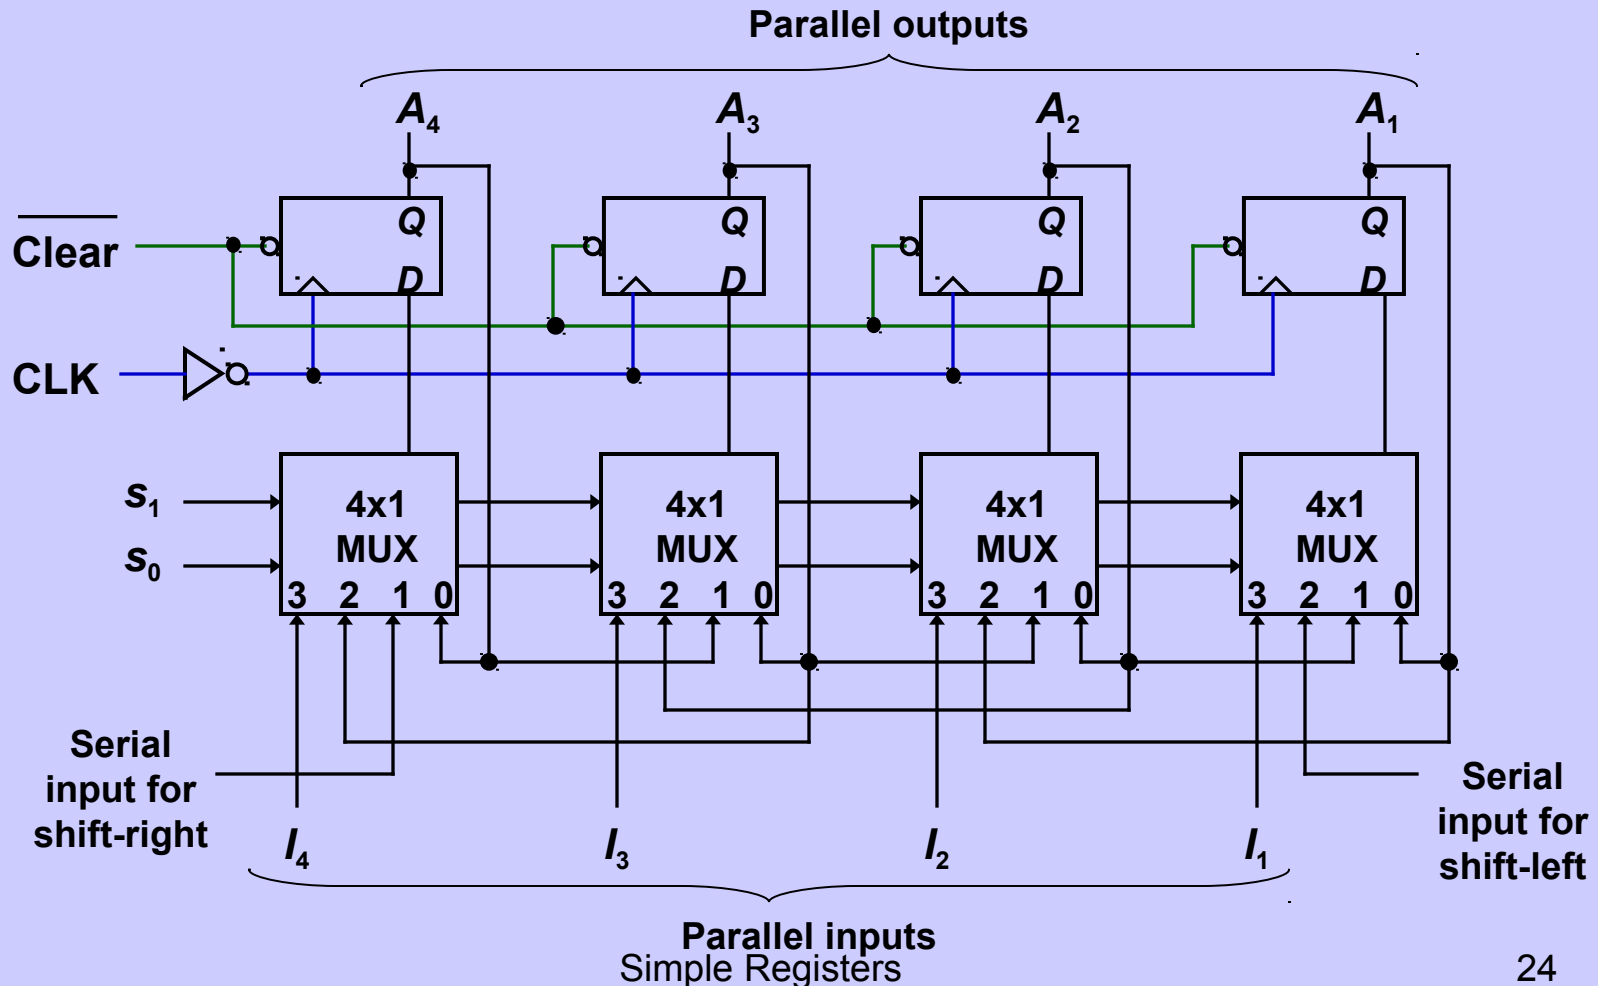 Parallel outputs
A4 A3 A2 A1
Q Q Q Q
Clear
D D D D
CLK
s1 4x1 4x1 4x1 4x1
MUX MUX MUX MUX
s0
3 2 1 0 3 2 1 0 3 2 1 0 3 2 1 0
Serial
input for
shift-right
Serial
input for
shift-left
I4 I3 I2 I1
Parallel inputs
Simple Registers 24